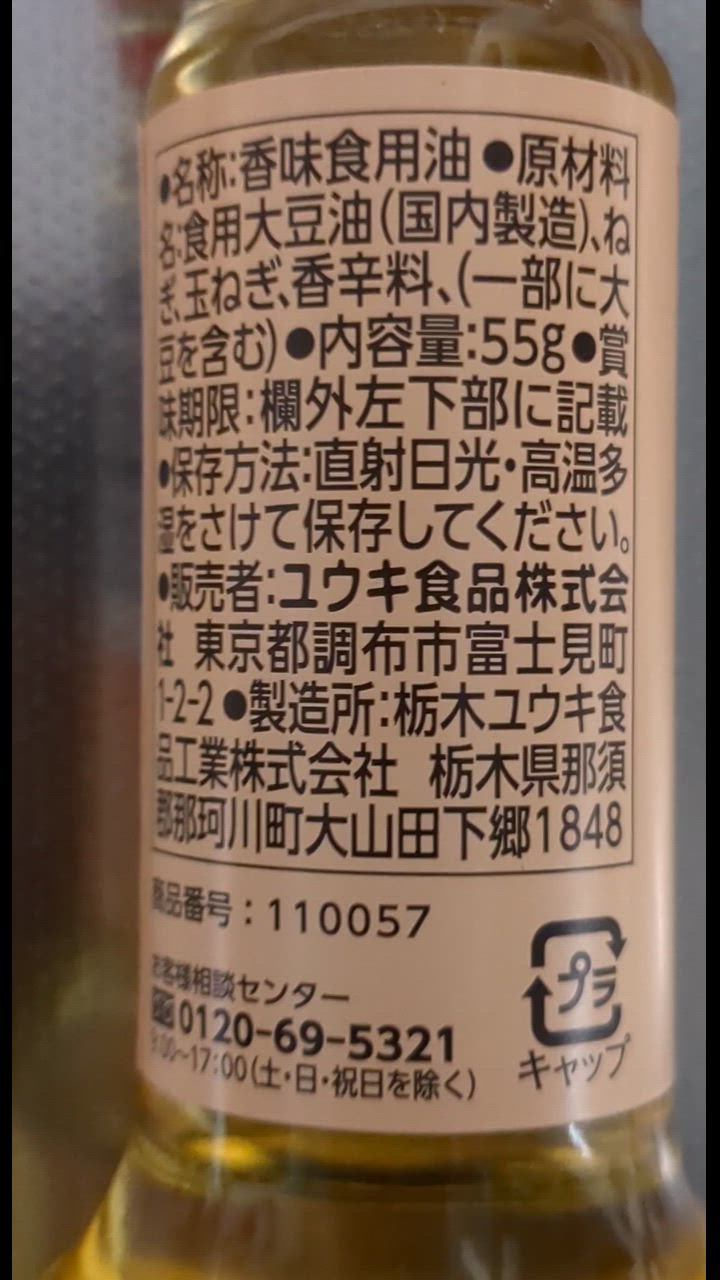 ●名称:香味食用油 ●原材料
名:食用大豆油(国内製造)、ね
ぎ、玉ねぎ、香辛料、(一部に大
豆を含む) ●内容量:55g ●賞
味期限:欄外左下部に記載
●保存方法:直射日光・高温多
湿をさけて保存してください。
●販売者:ユウキ食品株式会
社 東京都調布市富士見町
1-2-2 ●製造所:栃木ユウキ食
品工業株式会社 栃木県那須
郡那珂川町大山田下郷1848
商品番号:110057
お客様相談センター
0120-69-5321
9:00~17:00(土・日・祝日を除く)
プラ
キャップ